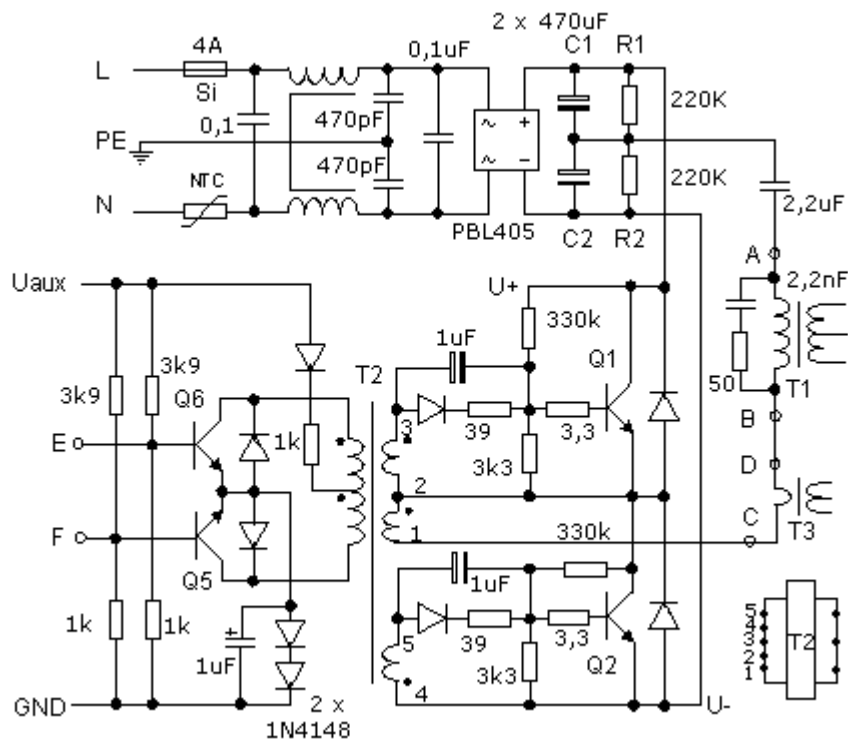 2 x 470uF
4A
0,1uF
C1
R1
L
Si
470pF
220K
0,1
PE
~
+
470pF
~
-
220K
NTC
N
2,2uF
PBL405
C2
R2
A
Uaux
U+
2,2nF
330k
1uF
3k9
T2
Q1
3k9
Q6
50
T1
1k
3
39
3,3
B
E
3k3
D
2
F
1
330k
C
T3
Q5
1uF
5
4
3
2
1
T2
1k
1k
+
1uF
5
39
3,3
Q2
3k3
4
GND
2 x
1N4148
U-